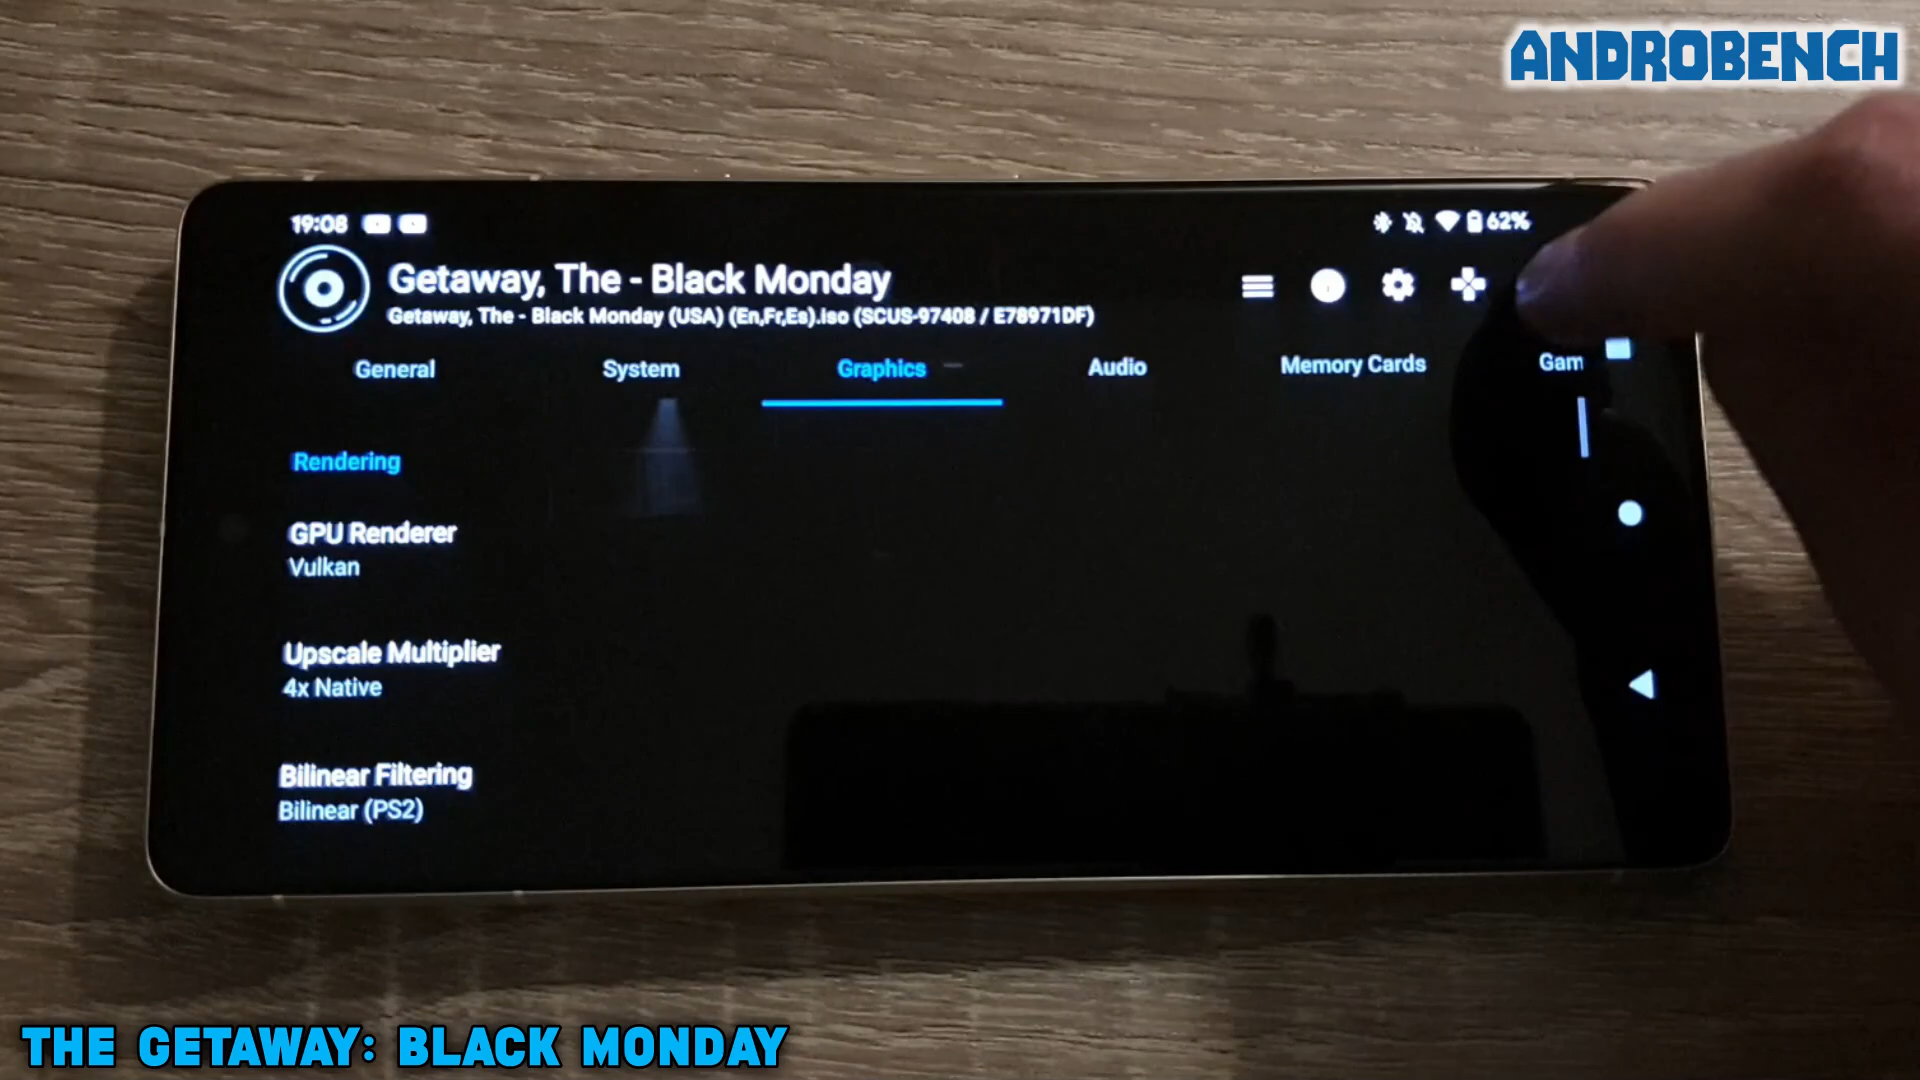 ANDROBENCH
19:08
62%
Getaway, The - Black Monday
Getaway, The - Black Monday (USA) (En,Fr,Es).iso (SCUS-97408 / E78971DF)
General System Graphics Audio Memory Cards Gam
Rendering
GPU Renderer
Vulkan
Upscale Multiplier
4x Native
Bilinear Filtering
Bilinear (PS2)
THE GETAWAY: BLACK MONDAY